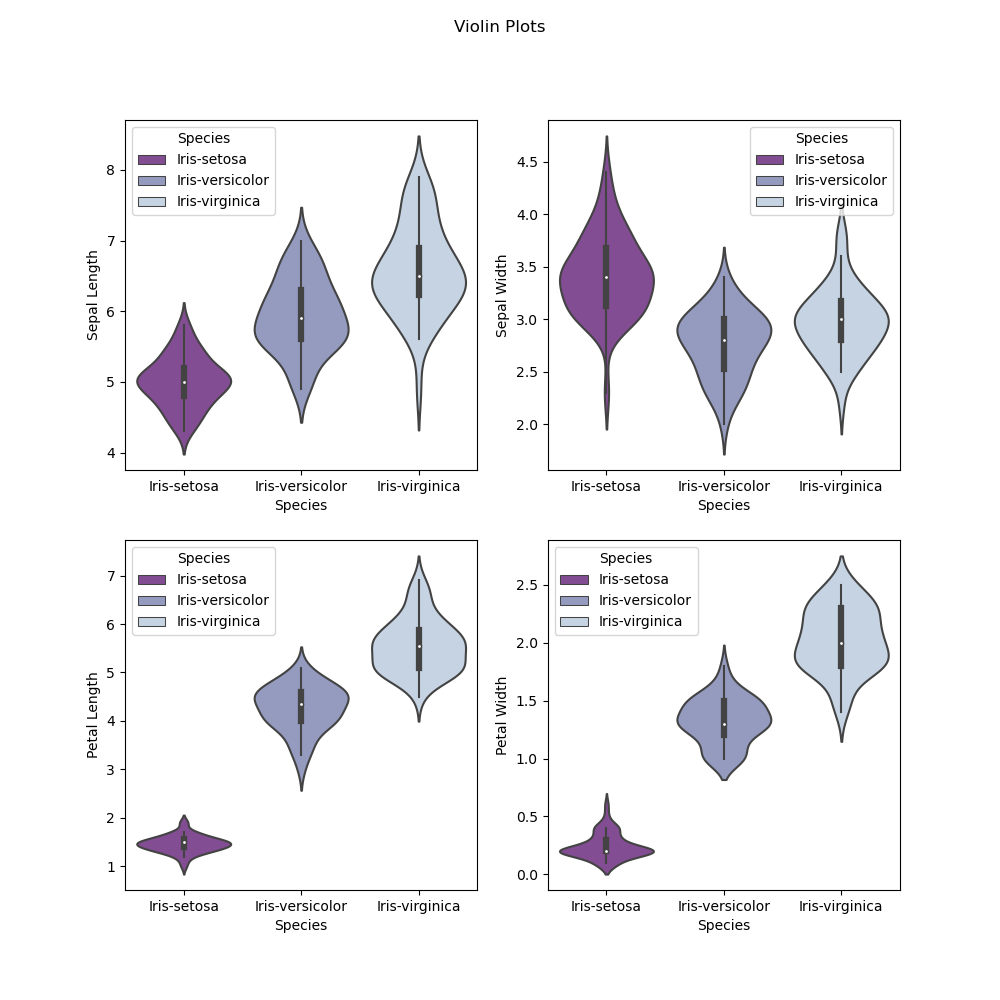 Violin Plots
Sepal Length
8
7
6
5
4
Species
Iris-setosa
Iris-versicolor
Iris-virginica
Iris-setosa Iris-versicolor Iris-virginica
Species
Sepal Width
4.5
4.0
3.5
3.0
2.5
2.0
Species
Iris-setosa
Iris-versicolor
Iris-virginica
Iris-setosa Iris-versicolor Iris-virginica
Species
Petal Length
7
6
5
4
3
2
1
Species
Iris-setosa
Iris-versicolor
Iris-virginica
Iris-setosa Iris-versicolor Iris-virginica
Species
Petal Width
2.5
2.0
1.5
1.0
0.5
0.0
Species
Iris-setosa
Iris-versicolor
Iris-virginica
Iris-setosa Iris-versicolor Iris-virginica
Species